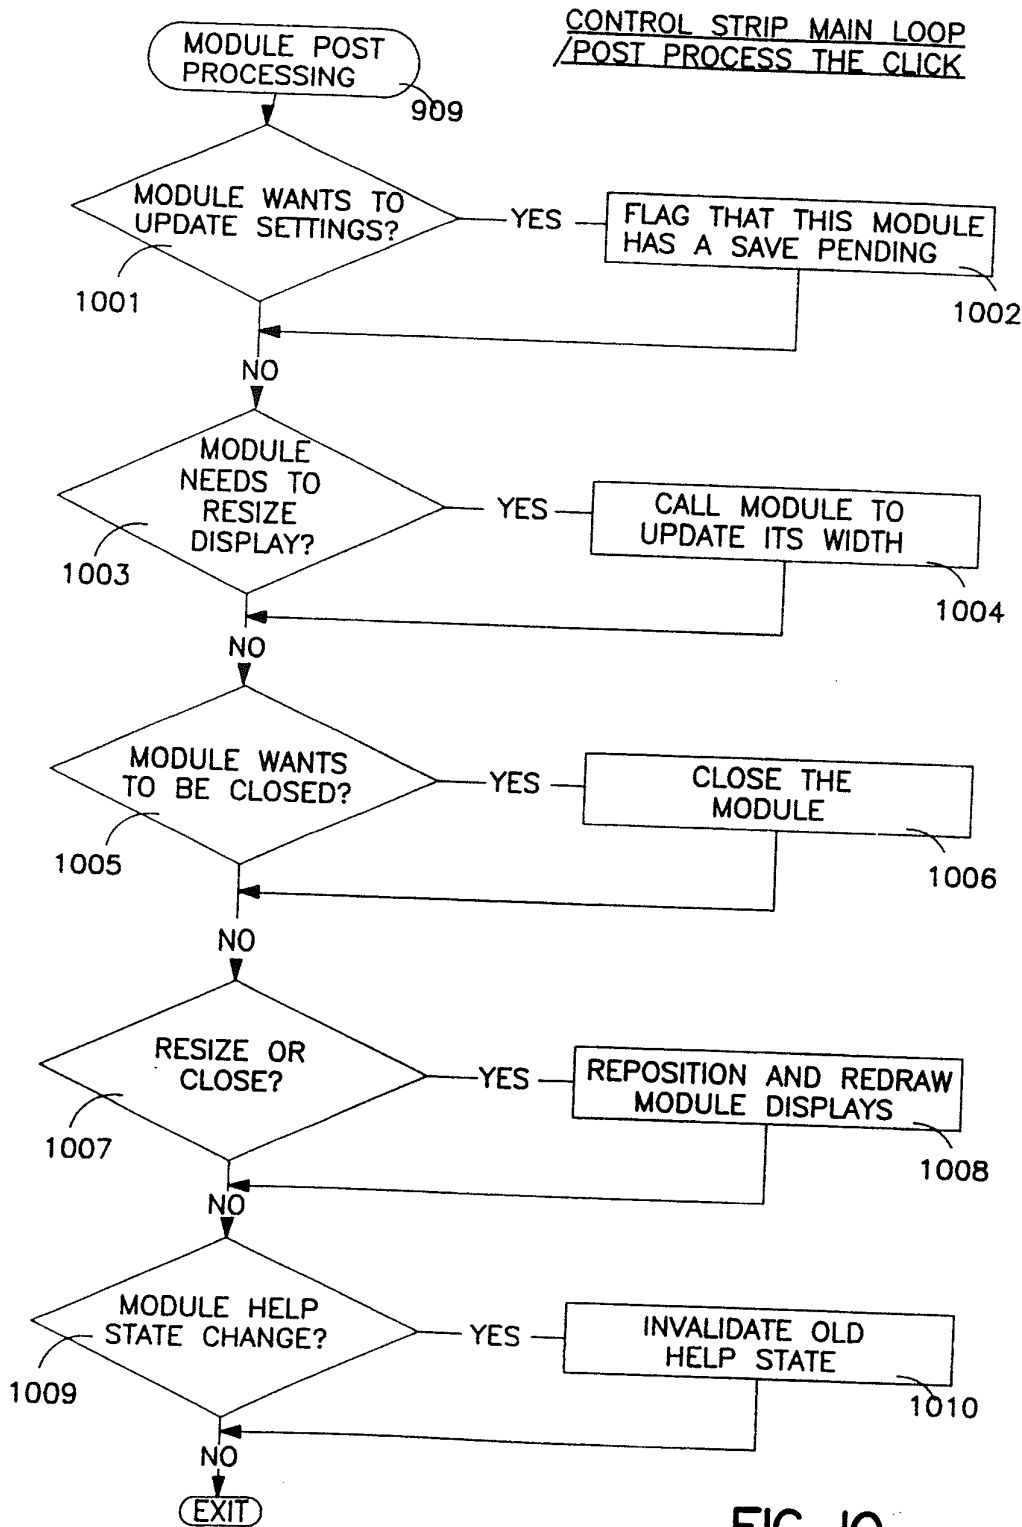 CONTROL STRIP MAIN LOOP
/POST PROCESS THE CLICK
MODULE POST
PROCESSING
909
MODULE WANTS TO
UPDATE SETTINGS?
1001
YES
FLAG THAT THIS MODULE
HAS A SAVE PENDING
1002
NO
MODULE
NEEDS TO
RESIZE
DISPLAY?
1003
YES
CALL MODULE TO
UPDATE ITS WIDTH
1004
NO
MODULE WANTS
TO BE CLOSED?
1005
YES
CLOSE THE
MODULE
1006
NO
RESIZE OR
CLOSE?
1007
YES
REPOSITION AND REDRAW
MODULE DISPLAYS
1008
NO
MODULE HELP
STATE CHANGE?
1009
YES
INVALIDATE OLD
HELP STATE
1010
NO
EXIT
FIG. 10